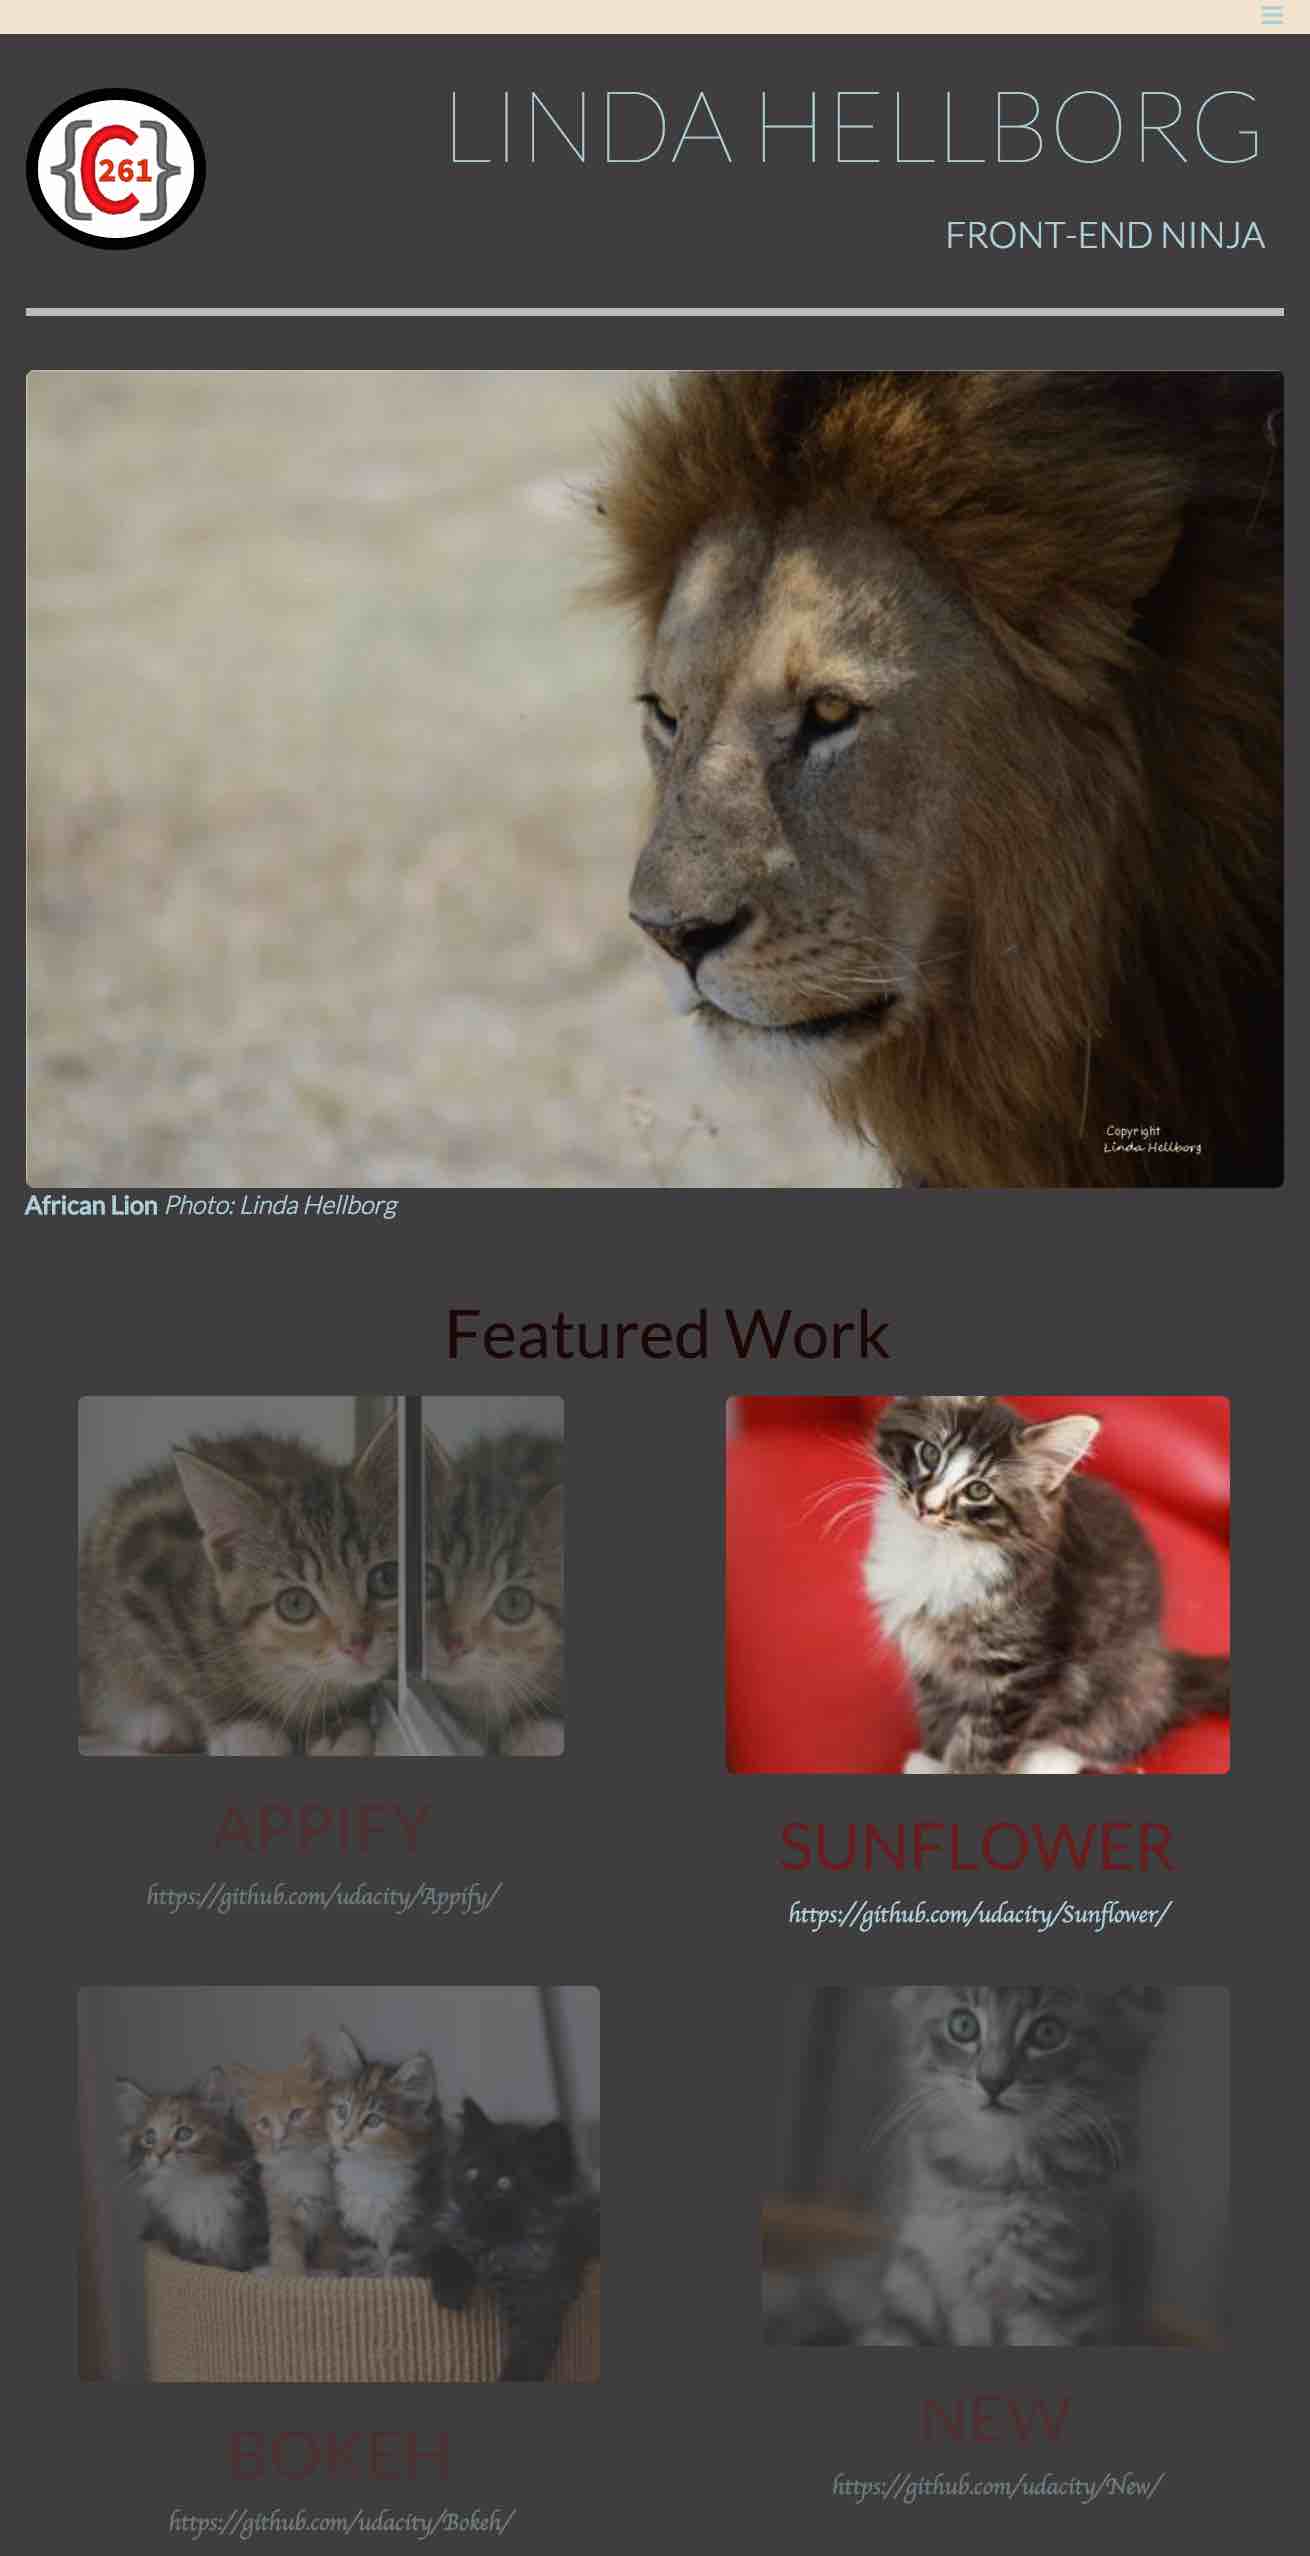 {C 261}
LINDA HELLBORG
FRONT-END NINJA
Copyright
Linda Hellborg
African Lion Photo: Linda Hellborg
Featured Work
APPIFY
https://github.com/udacity/Appify/
SUNFLOWER
https://github.com/udacity/Sunflower/
BOKEH
https://github.com/udacity/Bokeh/
NEW
https://github.com/udacity/New/